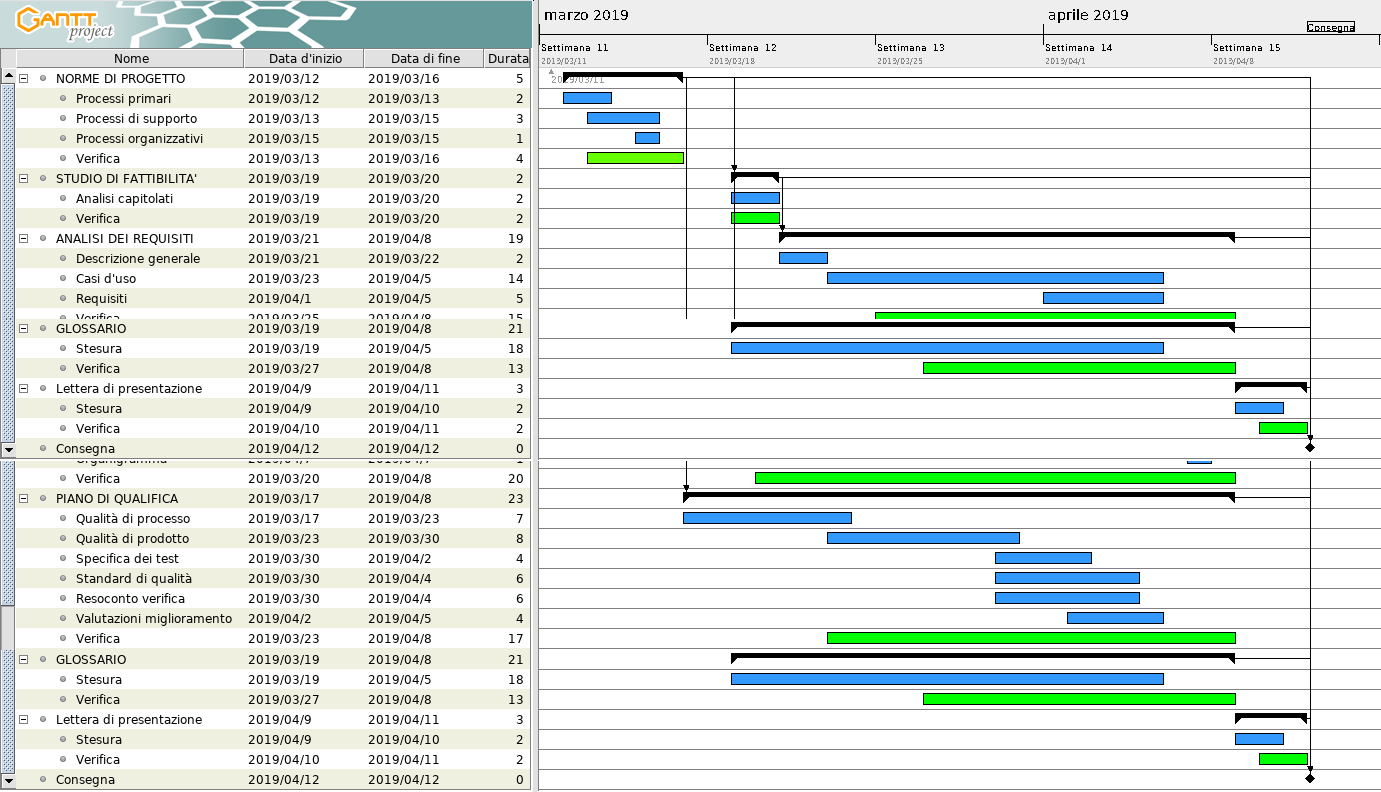 GANTT project
marzo 2019 aprile 2019
Consegna
Settimana 11 Settimana 12 Settimana 13 Settimana 14 Settimana 15
Nome Data d'inizio Data di fine Durata
2019/03/11 2019/03/18 2019/03/25 2019/04/1 2019/04/8
2019/03/11
NORME DI PROGETTO 2019/03/12 2019/03/16 5
Processi primari 2019/03/12 2019/03/13 2
Processi di supporto 2019/03/13 2019/03/15 3
Processi organizzativi 2019/03/15 2019/03/15 1
Verifica 2019/03/13 2019/03/16 4
STUDIO DI FATTIBILITA' 2019/03/19 2019/03/20 2
Analisi capitolati 2019/03/19 2019/03/20 2
Verifica 2019/03/19 2019/03/20 2
ANALISI DEI REQUISITI 2019/03/21 2019/04/8 19
Descrizione generale 2019/03/21 2019/03/22 2
Casi d'uso 2019/03/23 2019/04/5 14
Requisiti 2019/04/1 2019/04/5 5
Verifica 2019/03/25 2019/04/8 15
GLOSSARIO 2019/03/19 2019/04/8 21
Stesura 2019/03/19 2019/04/5 18
Verifica 2019/03/27 2019/04/8 13
Lettera di presentazione 2019/04/9 2019/04/11 3
Stesura 2019/04/9 2019/04/10 2
Verifica 2019/04/10 2019/04/11 2
Consegna 2019/04/12 2019/04/12 0
Organigramma 2019/04/7 2019/04/7 1
Verifica 2019/03/20 2019/04/8 20
PIANO DI QUALIFICA 2019/03/17 2019/04/8 23
Qualità di processo 2019/03/17 2019/03/23 7
Qualità di prodotto 2019/03/23 2019/03/30 8
Specifica dei test 2019/03/30 2019/04/2 4
Standard di qualità 2019/03/30 2019/04/4 6
Resoconto verifica 2019/03/30 2019/04/4 6
Valutazioni miglioramento 2019/04/2 2019/04/5 4
Verifica 2019/03/23 2019/04/8 17
GLOSSARIO 2019/03/19 2019/04/8 21
Stesura 2019/03/19 2019/04/5 18
Verifica 2019/03/27 2019/04/8 13
Lettera di presentazione 2019/04/9 2019/04/11 3
Stesura 2019/04/9 2019/04/10 2
Verifica 2019/04/10 2019/04/11 2
Consegna 2019/04/12 2019/04/12 0